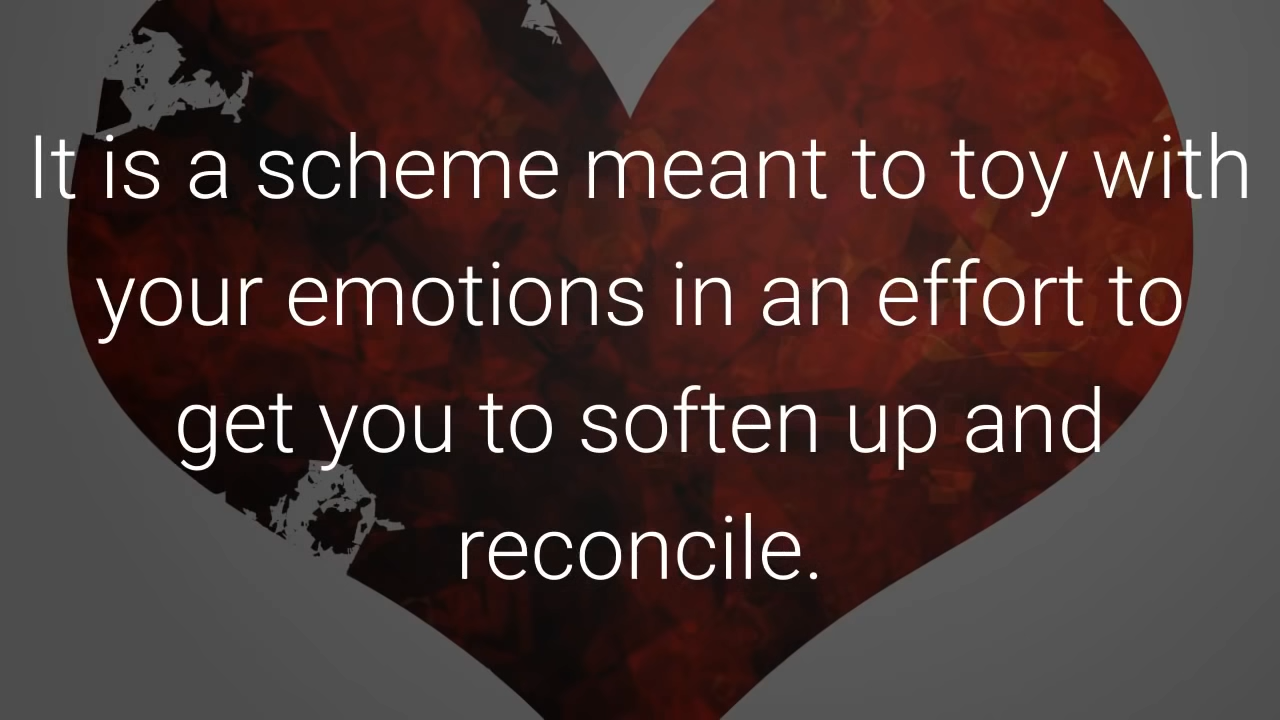 It is a scheme meant to toy with
your emotions in an effort to
get you to soften up and
reconcile.